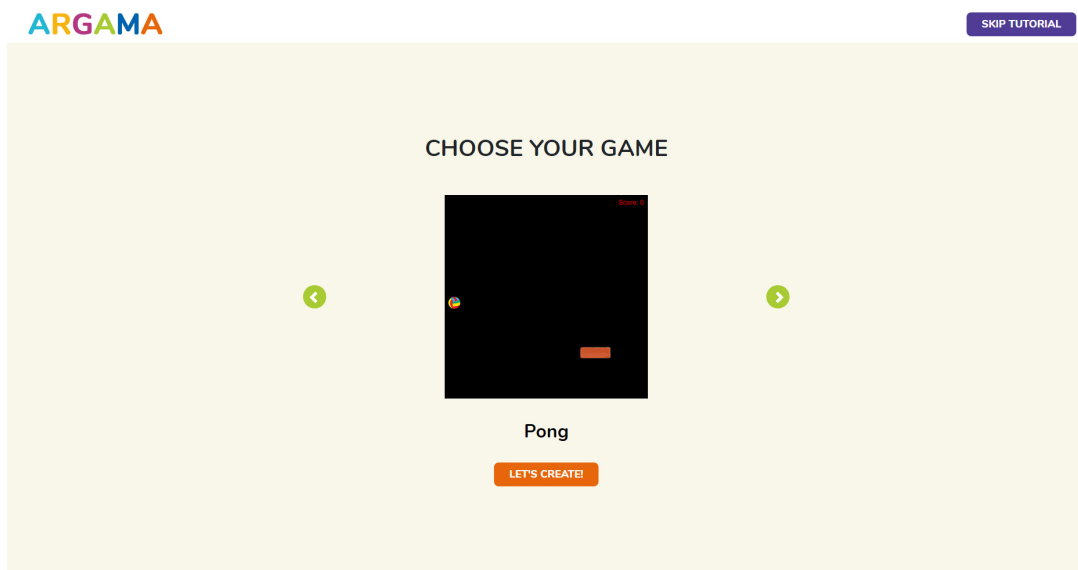 ARGAMA
SKIP TUTORIAL
CHOOSE YOUR GAME
Score: 0
Pong
LET'S CREATE!